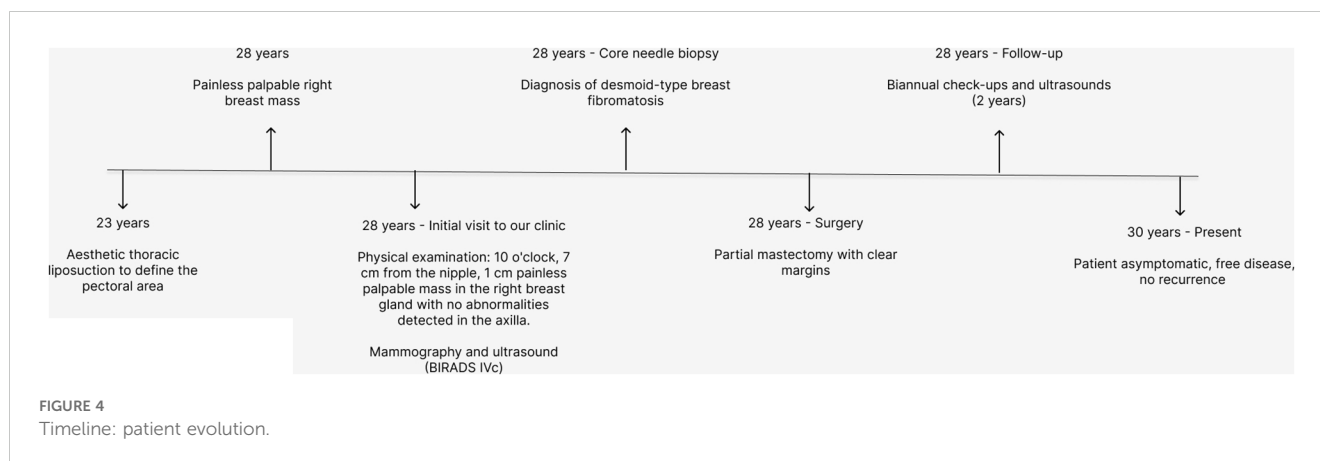 28 years
Painless palpable right
breast mass
28 years - Core needle biopsy
Diagnosis of desmoid-type breast
fibromatosis
28 years - Follow-up
Biannual check-ups and ultrasounds
(2 years)
23 years
Aesthetic thoracic
liposuction to define the
pectoral area
28 years - Initial visit to our clinic
Physical examination: 10 o'clock, 7
cm from the nipple, 1 cm painless
palpable mass in the right breast
gland with no abnormalities
detected in the axilla.
Mammography and ultrasound
(BIRADS IVc)
28 years - Surgery
Partial mastectomy with clear
margins
30 years - Present
Patient asymptomatic, free disease,
no recurrence
FIGURE 4
Timeline: patient evolution.